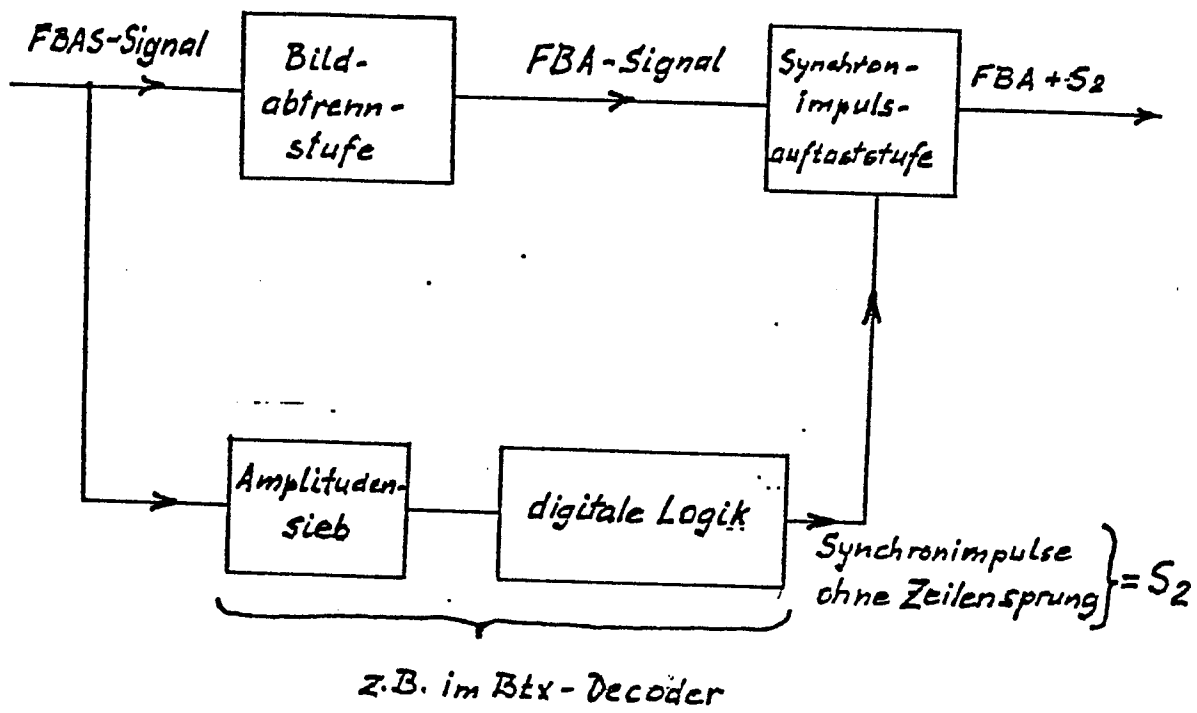 FBAS-Signal
Bild-
abtrenn-
stufe
FBA-Signal
Synchron-
impuls-
auftaststufe
FBA + S2
Amplituden-
sieb
digitale Logik
Synchronimpulse
ohne Zeilensprung
= S2
z.B. im Btx-Decoder